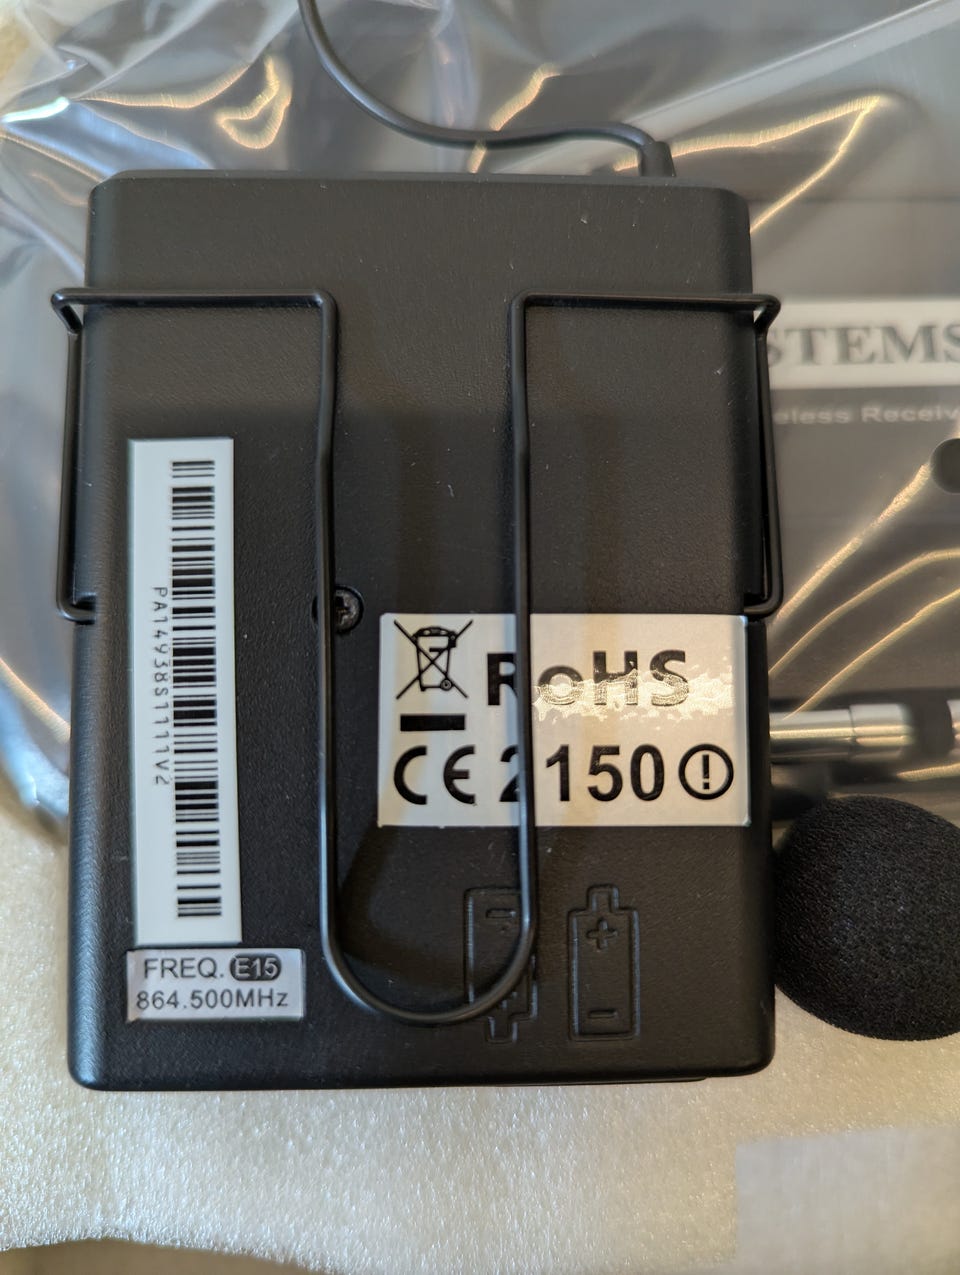 STEMS
eless Receiv
PA14938S1111V2
RoHS
CE 2150
FREQ. E15
864.500MHz